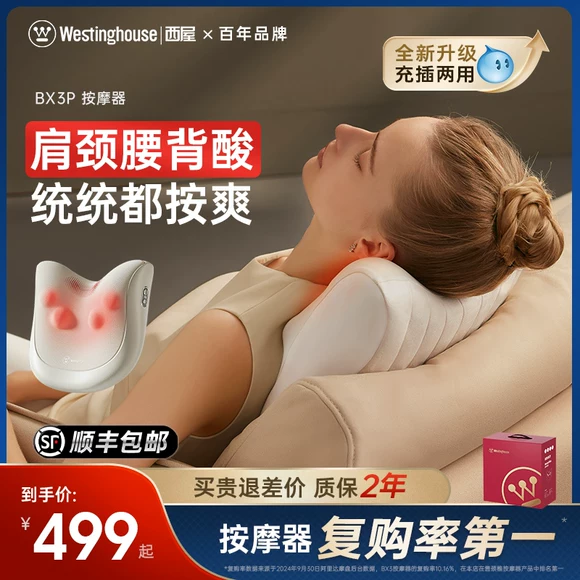 Westinghouse 西屋 × 百年品牌
全新升级
充插两用
BX3P 按摩器
肩颈腰背酸
统统都按爽
SF 顺丰包邮
到手价:
¥499起
买贵退差价 质保2年
Westinghouse
按摩器 复购率第一*